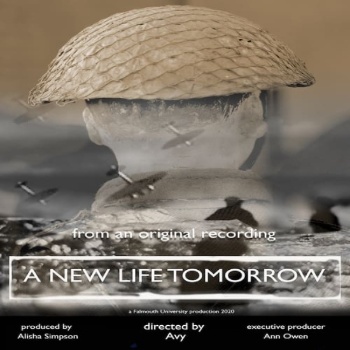 from an original recording
A NEW LIFE TOMORROW
a Falmouth University production 2020
produced by
Alisha Simpson
directed by
Avy
executive producer
Ann Owen